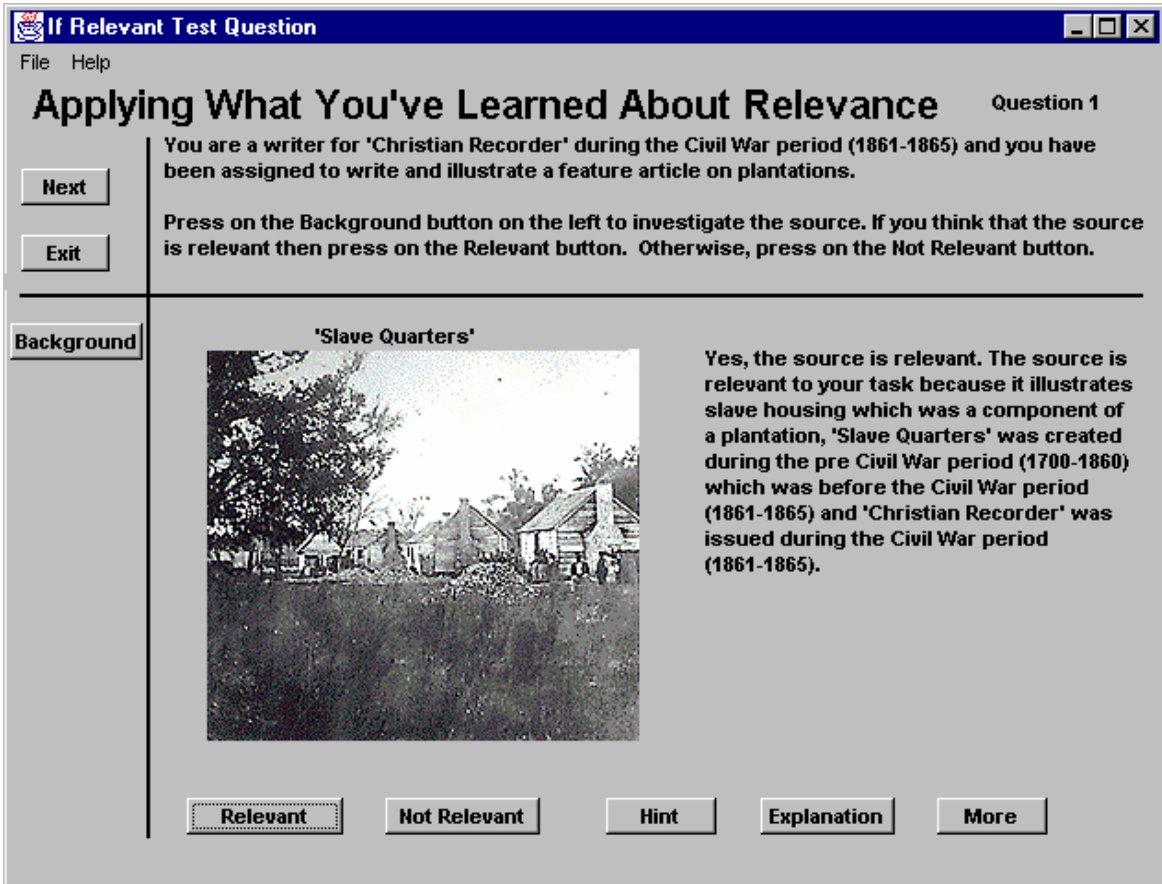 If Relevant Test Question
File Help
Applying What You've Learned About Relevance
Question 1
You are a writer for 'Christian Recorder' during the Civil War period (1861-1865) and you have
been assigned to write and illustrate a feature article on plantations.
Press on the Background button on the left to investigate the source. If you think that the source
is relevant then press on the Relevant button. Otherwise, press on the Not Relevant button.
Next
Exit
Background
'Slave Quarters'
Yes, the source is relevant. The source is
relevant to your task because it illustrates
slave housing which was a component of
a plantation, 'Slave Quarters' was created
during the pre Civil War period (1700-1860)
which was before the Civil War period
(1861-1865) and 'Christian Recorder' was
issued during the Civil War period
(1861-1865).
Relevant
Not Relevant
Hint
Explanation
More